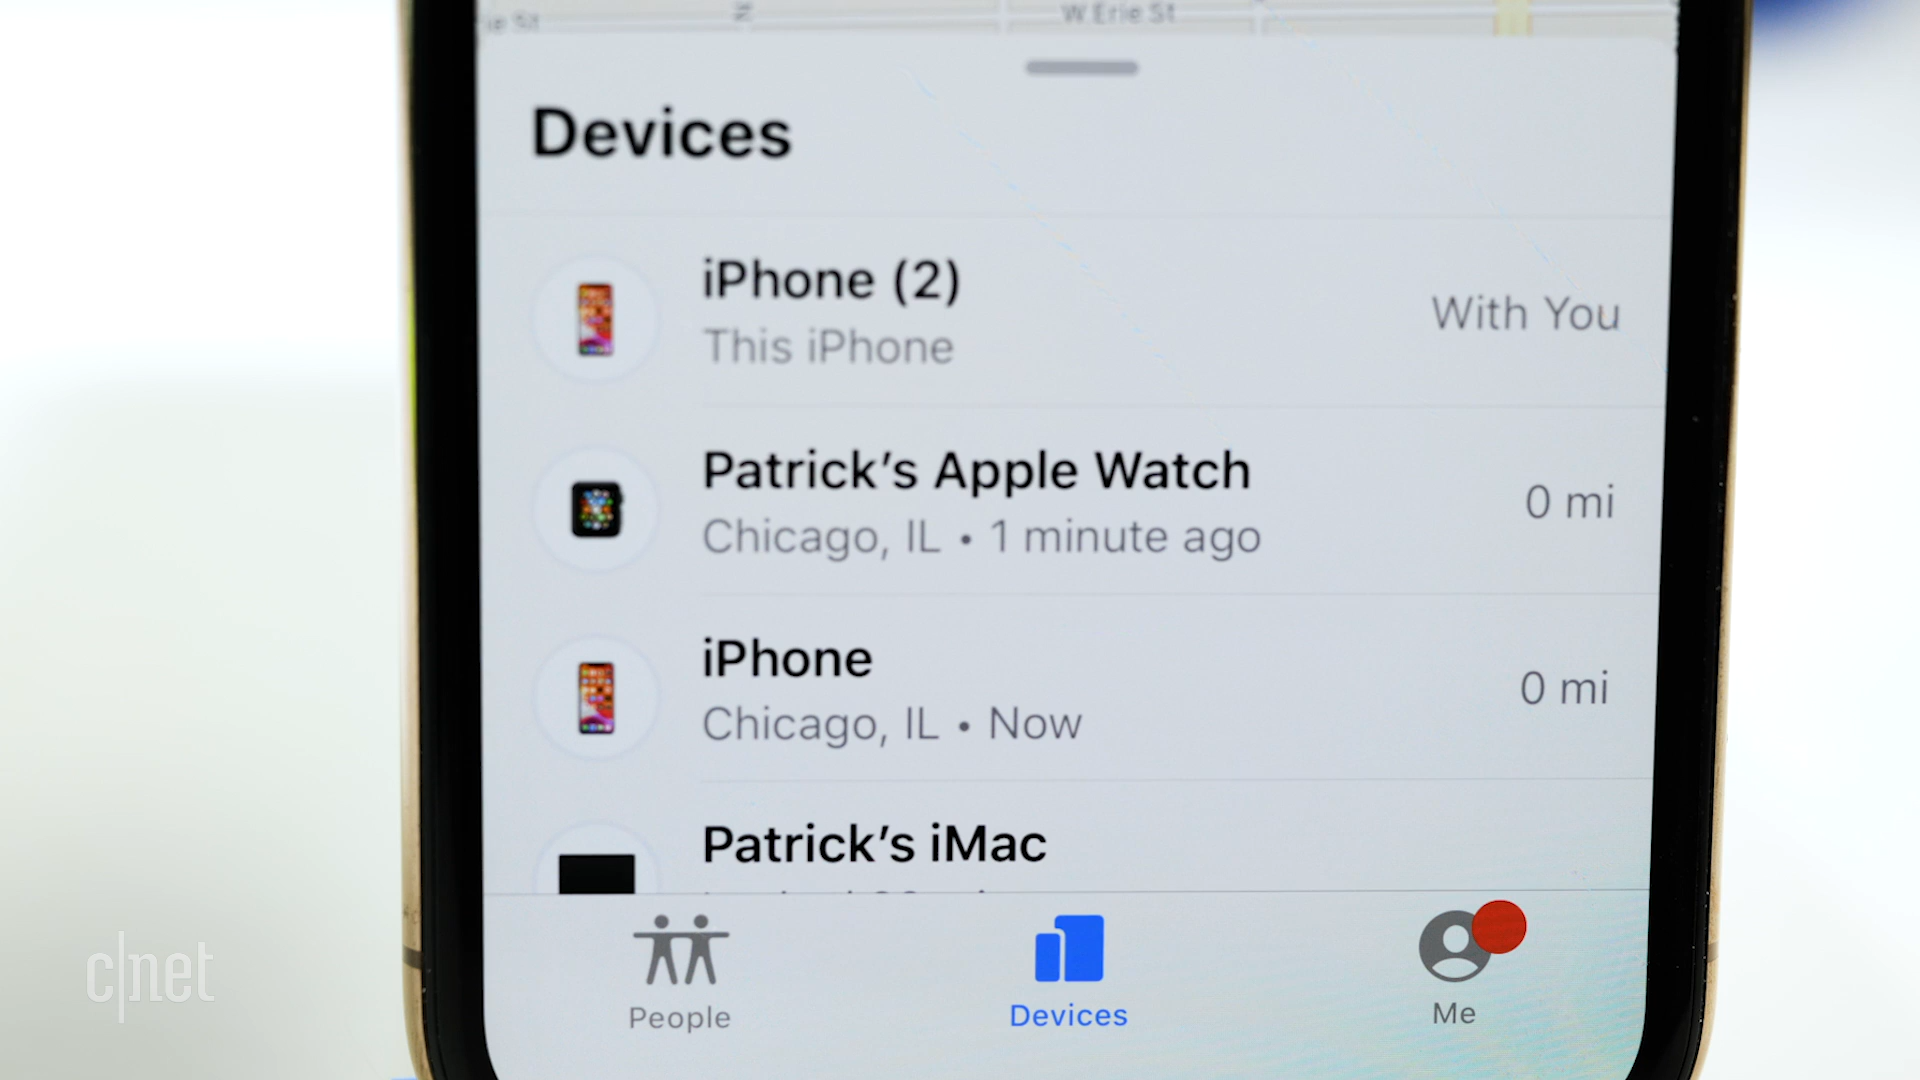 W Erie St
Devices
iPhone (2)
This iPhone
With You
Patrick's Apple Watch
Chicago, IL • 1 minute ago
0 mi
iPhone
Chicago, IL • Now
0 mi
Patrick's iMac
People
Devices
Me
c|net